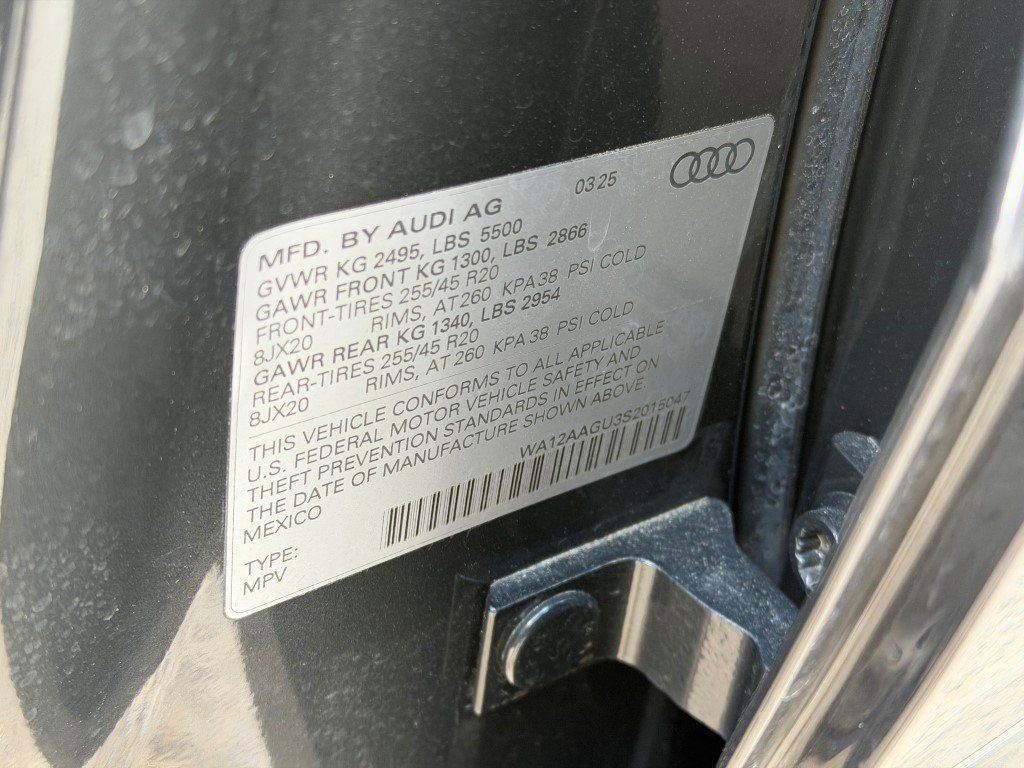 03 25
MFD. BY AUDI AG
GVWR KG 2495, LBS 5500
GAWR FRONT KG 1300, LBS 2866
FRONT-TIRES 255/45 R20
8JX20 RIMS, AT 260 KPA 38 PSI COLD
GAWR REAR KG 1340, LBS 2954
REAR-TIRES 255/45 R20
8JX20 RIMS, AT 260 KPA 38 PSI COLD
THIS VEHICLE CONFORMS TO ALL APPLICABLE
U.S. FEDERAL MOTOR VEHICLE SAFETY AND
THEFT PREVENTION STANDARDS IN EFFECT ON
THE DATE OF MANUFACTURE SHOWN ABOVE.
MEXICO
WA12AAGU3S2015047
TYPE:
MPV